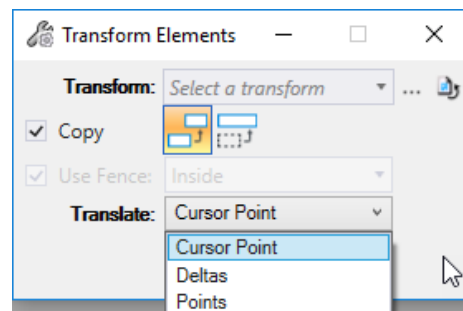 Transform Elements
Transform: Select a transform ...
Copy
Use Fence: Inside
Translate: Cursor Point
Cursor Point
Deltas
Points